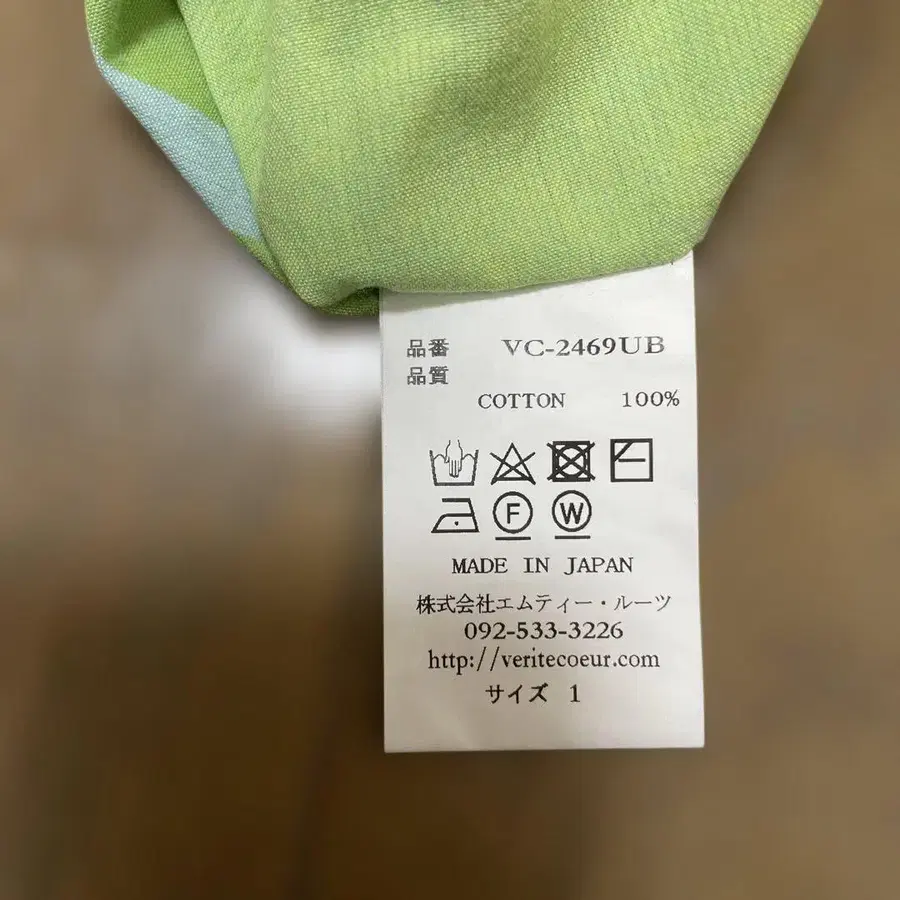 品番 VC-2469UB
品質
COTTON 100%
F W
MADE IN JAPAN
株式会社エムティー・ルーツ
092-533-3226
http://veritecoeur.com
サイズ 1